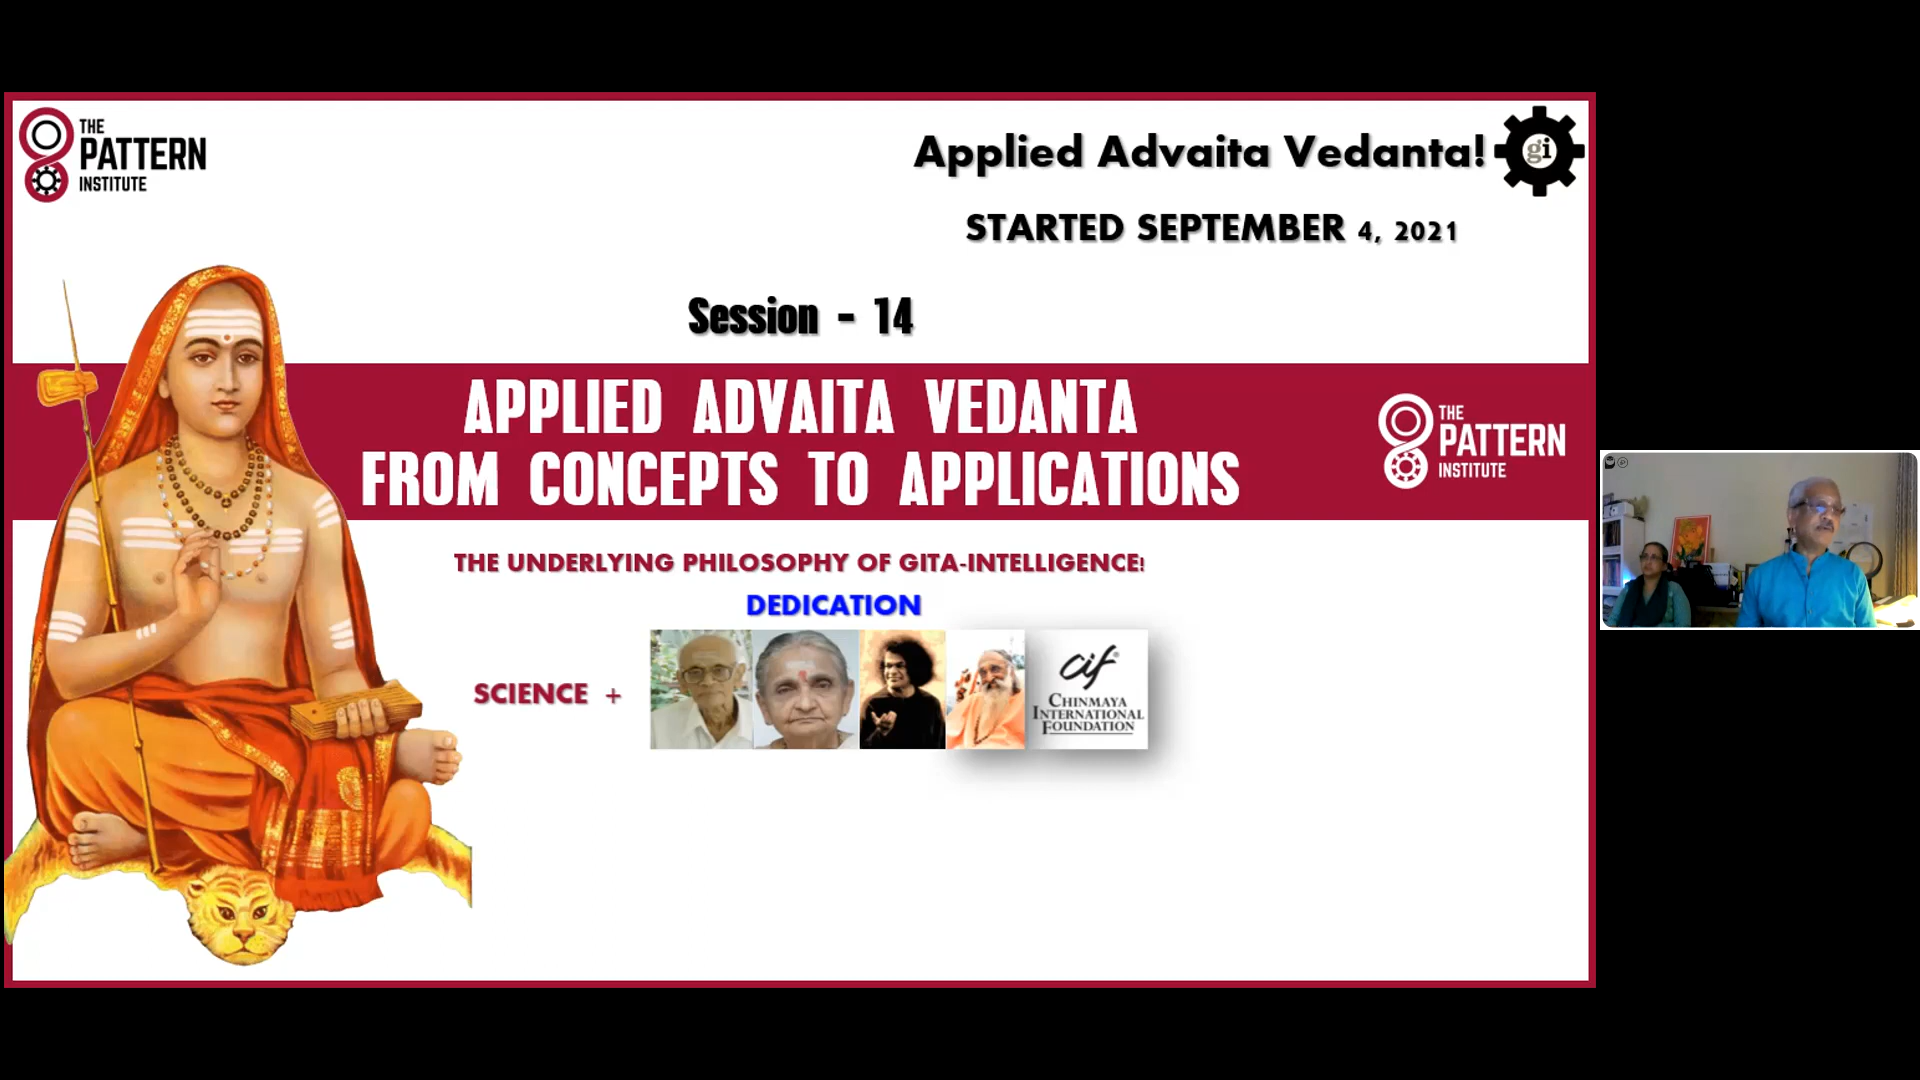 THE
PATTERN
INSTITUTE
Applied Advaita Vedanta!
gi
STARTED SEPTEMBER 4, 2021
Session - 14
APPLIED ADVAITA VEDANTA
FROM CONCEPTS TO APPLICATIONS
THE
PATTERN
INSTITUTE
THE UNDERLYING PHILOSOPHY OF GITA-INTELLIGENCE!
DEDICATION
SCIENCE +
cif
CHINMAYA
INTERNATIONAL
FOUNDATION